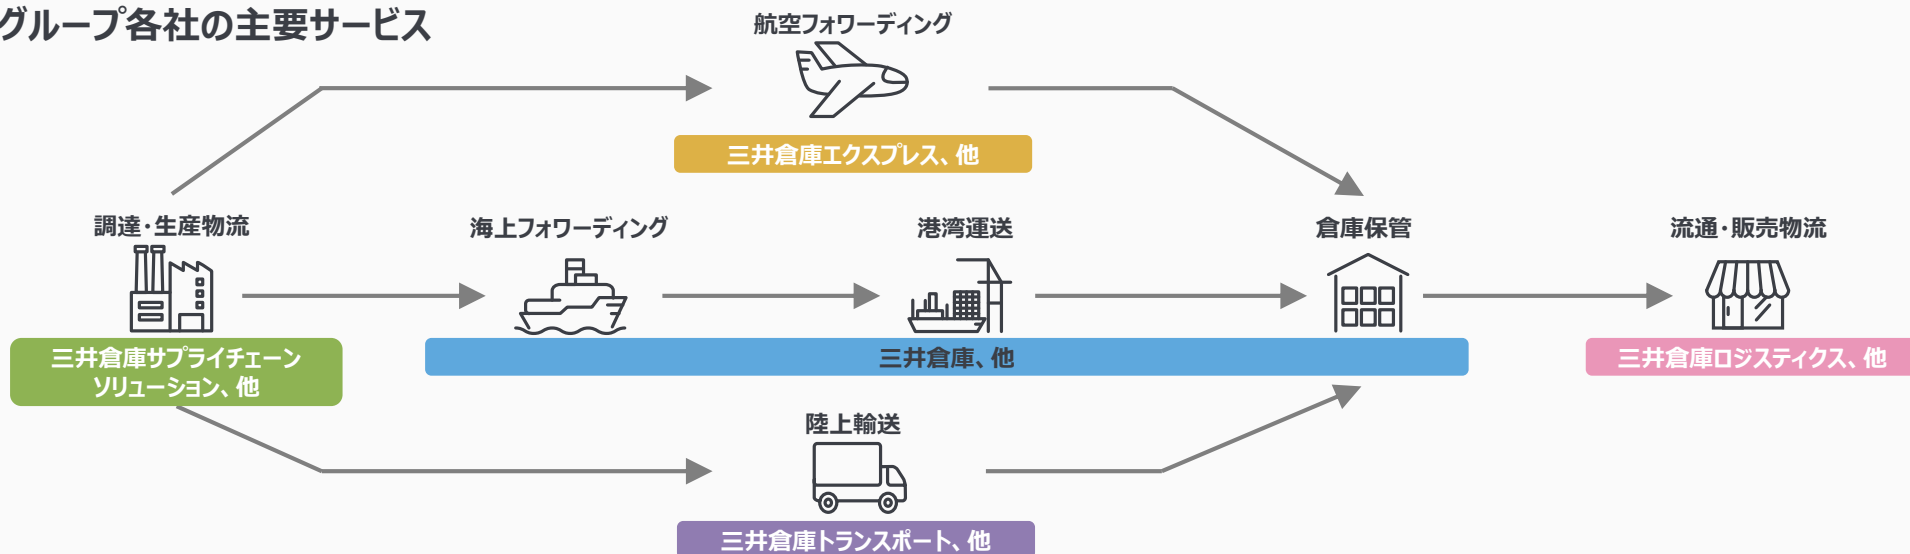 グループ各社の主要サービス
航空フォワーディング
三井倉庫エクスプレス、他
調達・生産物流
海上フォワーディング
港湾運送
倉庫保管
流通・販売物流
三井倉庫サプライチェーン
ソリューション、他
三井倉庫、他
三井倉庫ロジスティクス、他
陸上輸送
三井倉庫トランスポート、他